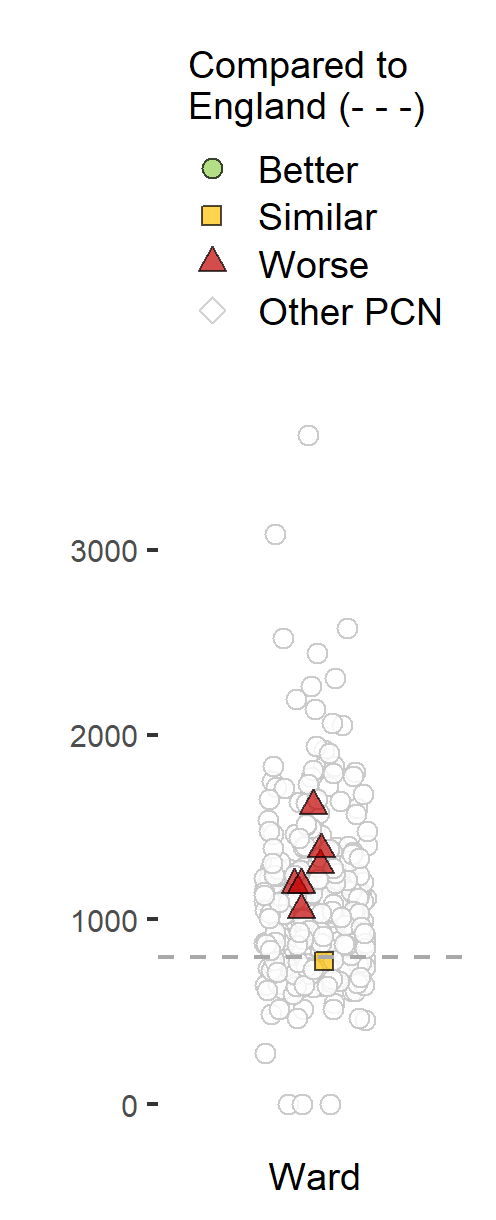 Compared to
England (- - -)
Better
Similar
Worse
Other PCN
3000
2000
1000
0
Ward